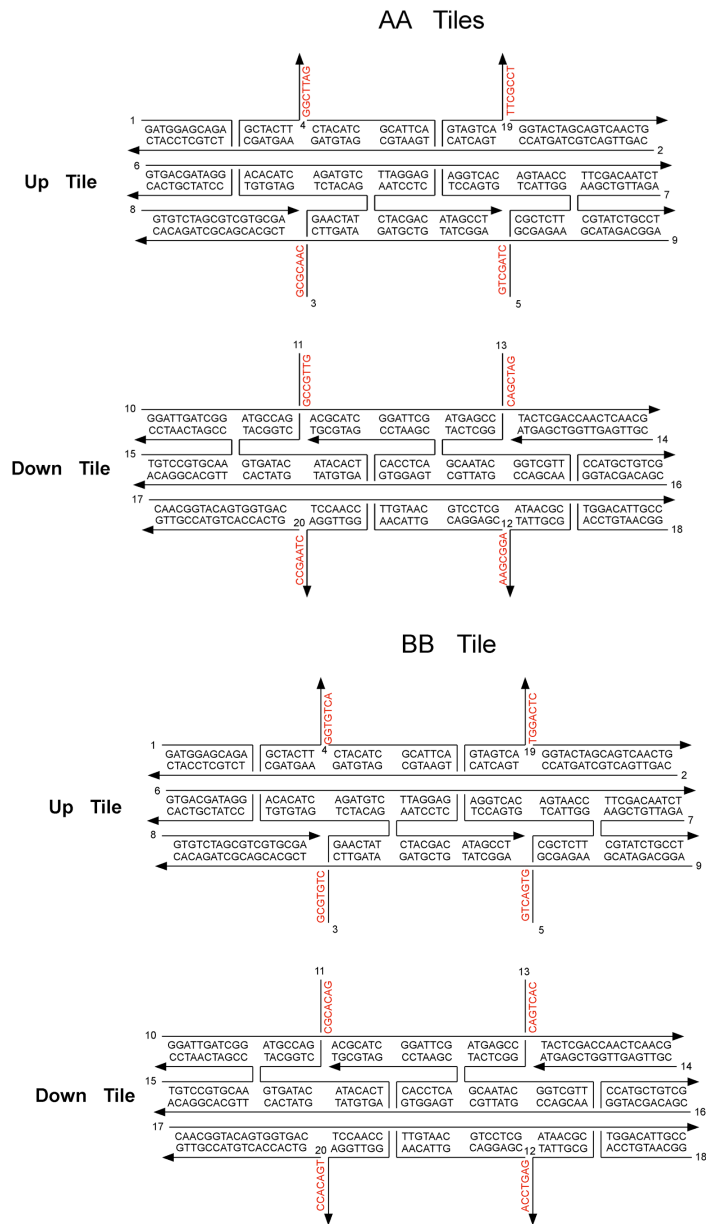 AA Tiles
GGCTTAG
TTCGCCT
1 4 19
GATGGAGCAGA GCTACTT CTACATC GCATTCA GTAGTCA GGTACTAGCAGTCAACTG
CTACCTCGTCT CGATGAA GATGTAG CGTAAGT CATCAGT CCATGATCGTCAGTTGAC
2
6
GTGACGATAGG ACACATC AGATGTC TTAGGAG AGGTCAC AGTAACC TTCGACAATCT
Up Tile
CACTGCTATCC TGTGTAG TCTACAG AATCCTC TCCAGTG TCATTGG AAGCTGTTAGA
7
8
GTGTCTAGCGTCGTGCGA GAACTAT CTACGAC ATAGCCT CGCTCTT CGTATCTGCCT
CACAGATCGCAGCACGCT CTTGATA GATGCTG TATCGGA GCGAGAA GCATAGACGGA
9
GCGCAAC
GTCGATC
3 5
11 13
GCCGTTG
CAGCTAG
10
GGATTGATCGG ATGCCAG ACGCATC GGATTCG ATGAGCC TACTCGACCAACTCAACG
CCTAACTAGCC TACGGTC TGCGTAG CCTAAGC TACTCGG ATGAGCTGGTTGAGTTGC
14
15
TGTCCGTGCAA GTGATAC ATACACT CACCTCA GCAATAC GGTCGTT CCATGCTGTCG
Down Tile
ACAGGCACGTT CACTATG TATGTGA GTGGAGT CGTTATG CCAGCAA GGTACGACAGC
16
17
CAACGGTACAGTGGTGAC TCCAACC TTGTAAC GTCCTCG ATAACGC TGGACATTGCC
GTTGCCATGTCACCACTG AGGTTGG AACATTG CAGGAGC TATTGCG ACCTGTAACGG
20 12 18
CCGAATC
AAGCGGA
BB Tile
GGTGTCA
TGGACTC
1 4 19
GATGGAGCAGA GCTACTT CTACATC GCATTCA GTAGTCA GGTACTAGCAGTCAACTG
CTACCTCGTCT CGATGAA GATGTAG CGTAAGT CATCAGT CCATGATCGTCAGTTGAC
2
6
GTGACGATAGG ACACATC AGATGTC TTAGGAG AGGTCAC AGTAACC TTCGACAATCT
Up Tile
CACTGCTATCC TGTGTAG TCTACAG AATCCTC TCCAGTG TCATTGG AAGCTGTTAGA
7
8
GTGTCTAGCGTCGTGCGA GAACTAT CTACGAC ATAGCCT CGCTCTT CGTATCTGCCT
CACAGATCGCAGCACGCT CTTGATA GATGCTG TATCGGA GCGAGAA GCATAGACGGA
9
GCGTGTC
GTCAGTG
3 5
11 13
CGCACAG
CAGTCAC
10
GGATTGATCGG ATGCCAG ACGCATC GGATTCG ATGAGCC TACTCGACCAACTCAACG
CCTAACTAGCC TACGGTC TGCGTAG CCTAAGC TACTCGG ATGAGCTGGTTGAGTTGC
14
15
TGTCCGTGCAA GTGATAC ATACACT CACCTCA GCAATAC GGTCGTT CCATGCTGTCG
Down Tile
ACAGGCACGTT CACTATG TATGTGA GTGGAGT CGTTATG CCAGCAA GGTACGACAGC
16
17
CAACGGTACAGTGGTGAC TCCAACC TTGTAAC GTCCTCG ATAACGC TGGACATTGCC
GTTGCCATGTCACCACTG AGGTTGG AACATTG CAGGAGC TATTGCG ACCTGTAACGG
20 12 18
CCACAGT
ACCTGAG